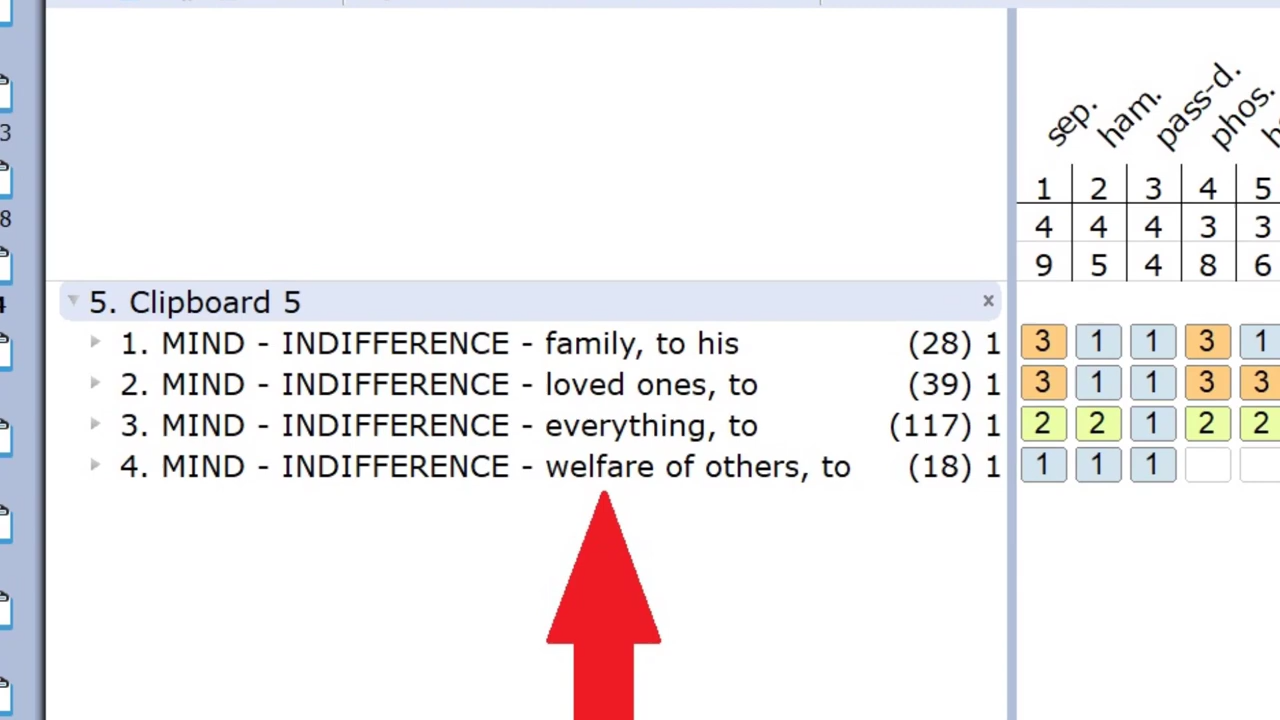 sep. ham. pass-d. phos.
1 2 3 4 5
4 4 4 3 3
9 5 4 8 6
5. Clipboard 5 x
1. MIND - INDIFFERENCE - family, to his (28) 1 3 1 1 3 1
2. MIND - INDIFFERENCE - loved ones, to (39) 1 3 1 1 3 3
3. MIND - INDIFFERENCE - everything, to (117) 1 2 2 1 2 2
4. MIND - INDIFFERENCE - welfare of others, to (18) 1 1 1 1
3
8
4